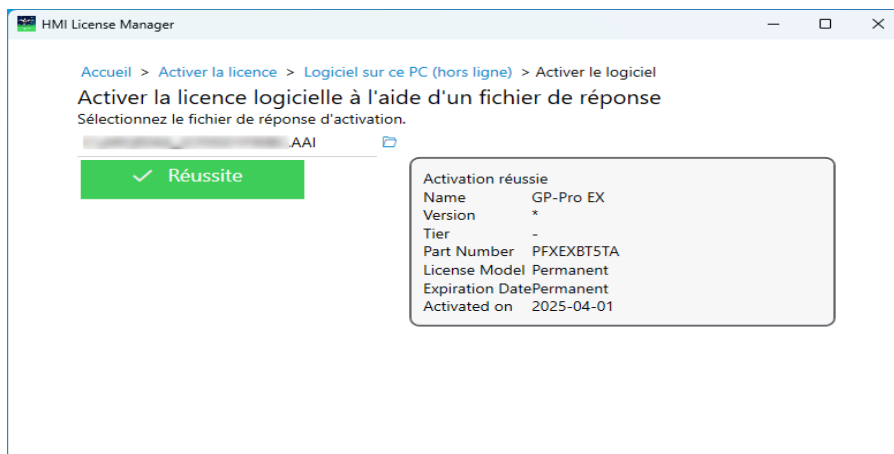 HMI License Manager
Accueil > Activer la licence > Logiciel sur ce PC (hors ligne) > Activer le logiciel
Activer la licence logicielle à l'aide d'un fichier de réponse
Sélectionnez le fichier de réponse d'activation.
.AAI
Réussite
Activation réussie
Name GP-Pro EX
Version *
Tier -
Part Number PFXEXBT5TA
License Model Permanent
Expiration DatePermanent
Activated on 2025-04-01